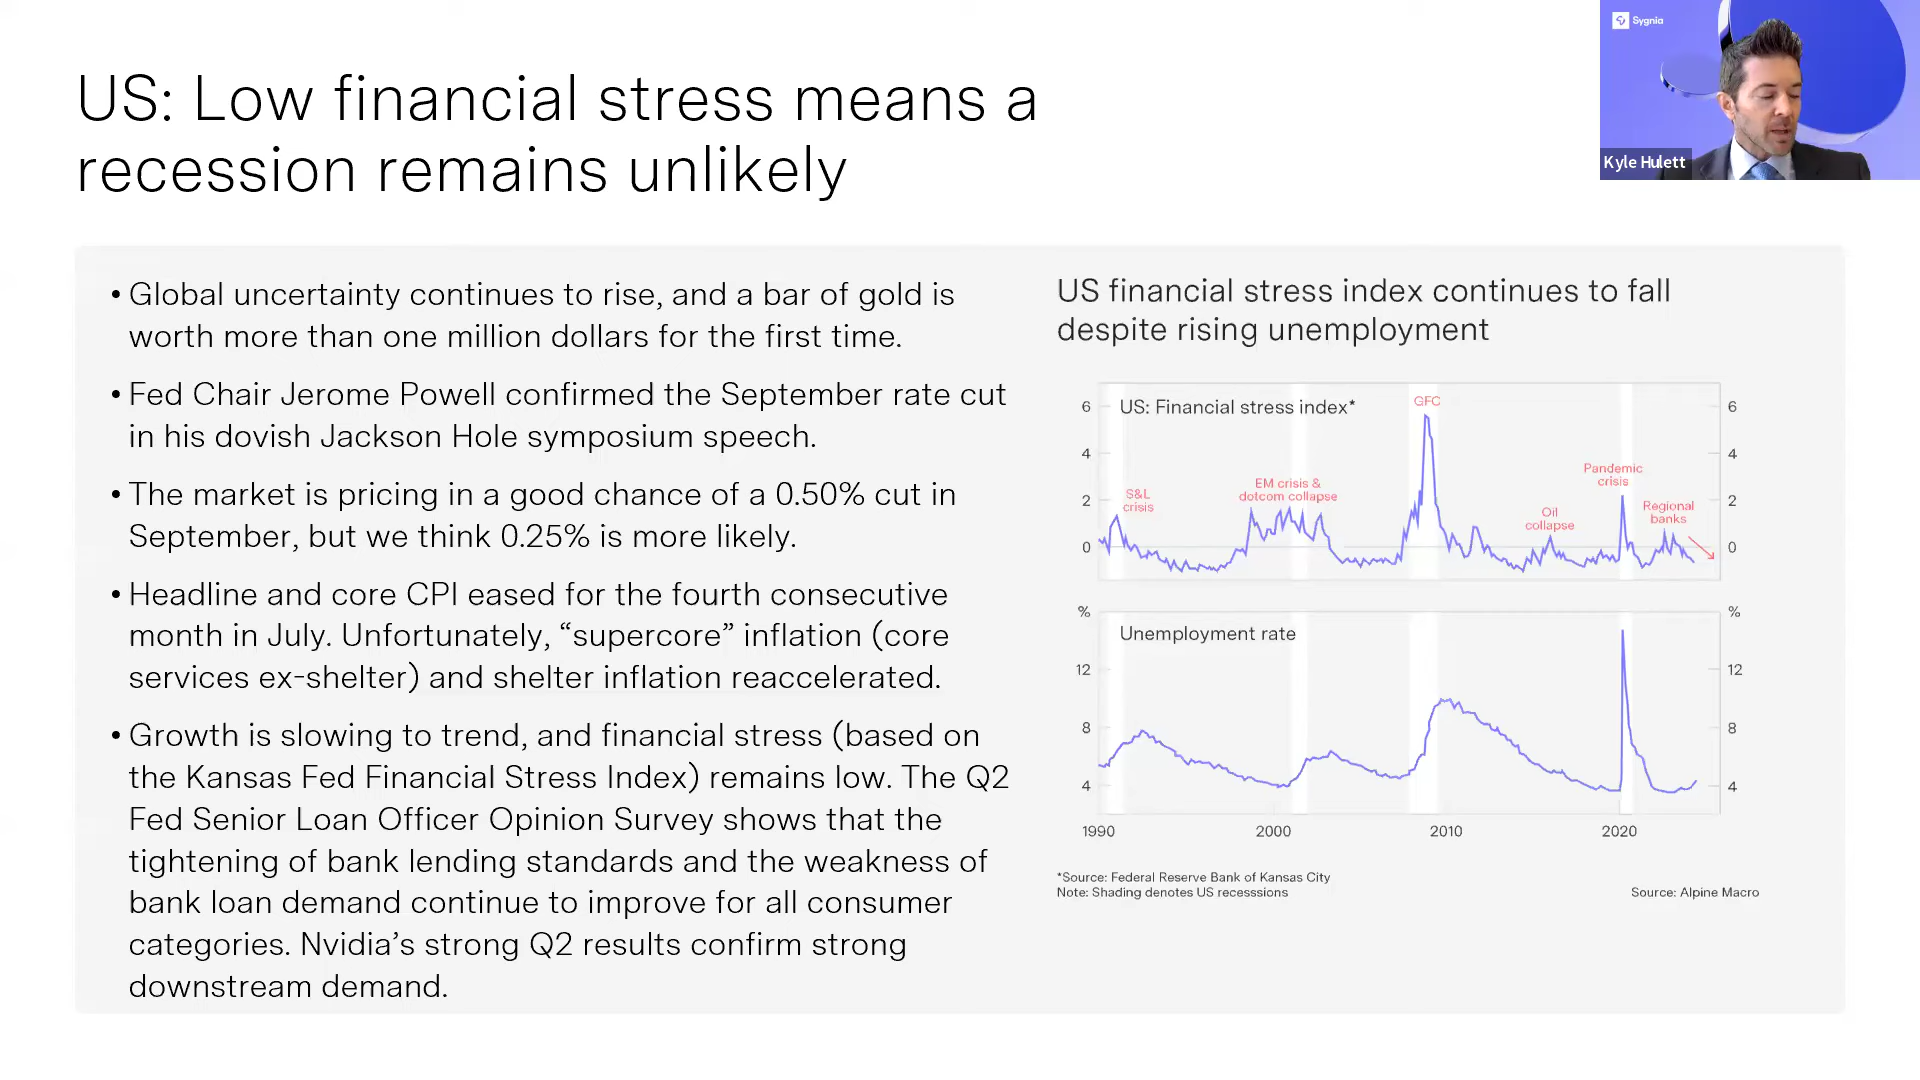 Sygnia
Kyle Hulett
US: Low financial stress means a
recession remains unlikely
• Global uncertainty continues to rise, and a bar of gold is
worth more than one million dollars for the first time.
• Fed Chair Jerome Powell confirmed the September rate cut
in his dovish Jackson Hole symposium speech.
• The market is pricing in a good chance of a 0.50% cut in
September, but we think 0.25% is more likely.
• Headline and core CPI eased for the fourth consecutive
month in July. Unfortunately, “supercore” inflation (core
services ex-shelter) and shelter inflation reaccelerated.
• Growth is slowing to trend, and financial stress (based on
the Kansas Fed Financial Stress Index) remains low. The Q2
Fed Senior Loan Officer Opinion Survey shows that the
tightening of bank lending standards and the weakness of
bank loan demand continue to improve for all consumer
categories. Nvidia’s strong Q2 results confirm strong
downstream demand.
US financial stress index continues to fall
despite rising unemployment
US: Financial stress index*
6
4
2
0
S&L
crisis
EM crisis &
dotcom collapse
GFC
Oil
collapse
Pandemic
crisis
Regional
banks
6
4
2
0
%
12
8
4
Unemployment rate
%
12
8
4
1990 2000 2010 2020
*Source: Federal Reserve Bank of Kansas City
Note: Shading denotes US recesssions
Source: Alpine Macro